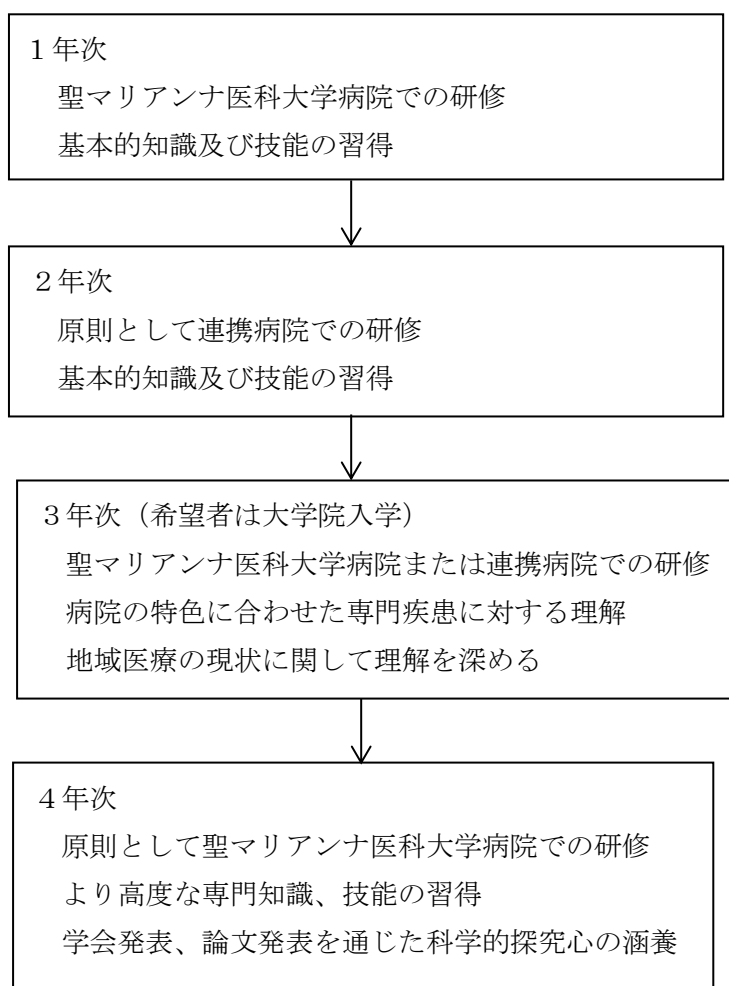 １年次
聖マリアンナ医科大学病院での研修
基本的知識及び技能の習得
２年次
原則として連携病院での研修
基本的知識及び技能の習得
３年次（希望者は大学院入学）
聖マリアンナ医科大学病院または連携病院での研修
病院の特色に合わせた専門疾患に対する理解
地域医療の現状に関して理解を深める
４年次
原則として聖マリアンナ医科大学病院での研修
より高度な専門知識、技能の習得
学会発表、論文発表を通じた科学的探究心の涵養